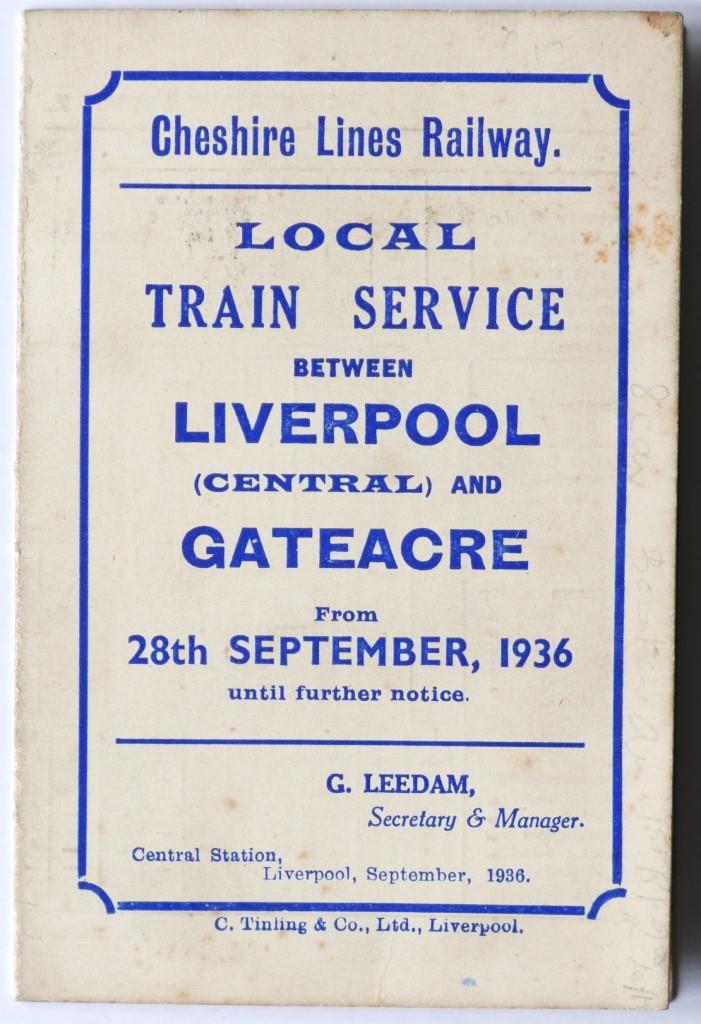 Cheshire Lines Railway.
LOCAL
TRAIN SERVICE
BETWEEN
LIVERPOOL
(CENTRAL) AND
GATEACRE
From
28th SEPTEMBER, 1936
until further notice.
G. LEEDAM,
Secretary & Manager.
Central Station,
Liverpool, September, 1936.
C. Tinling & Co., Ltd., Liverpool.